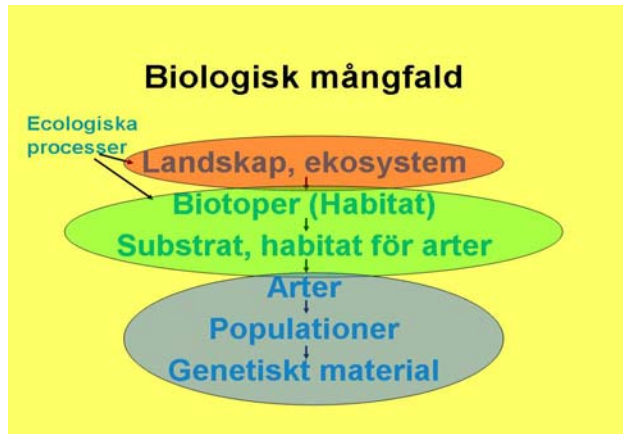 Biologisk mångfald
Ecologiska
processer
Landskap, ekosystem
Biotoper (Habitat)
Substrat, habitat för arter
Arter
Populationer
Genetiskt material